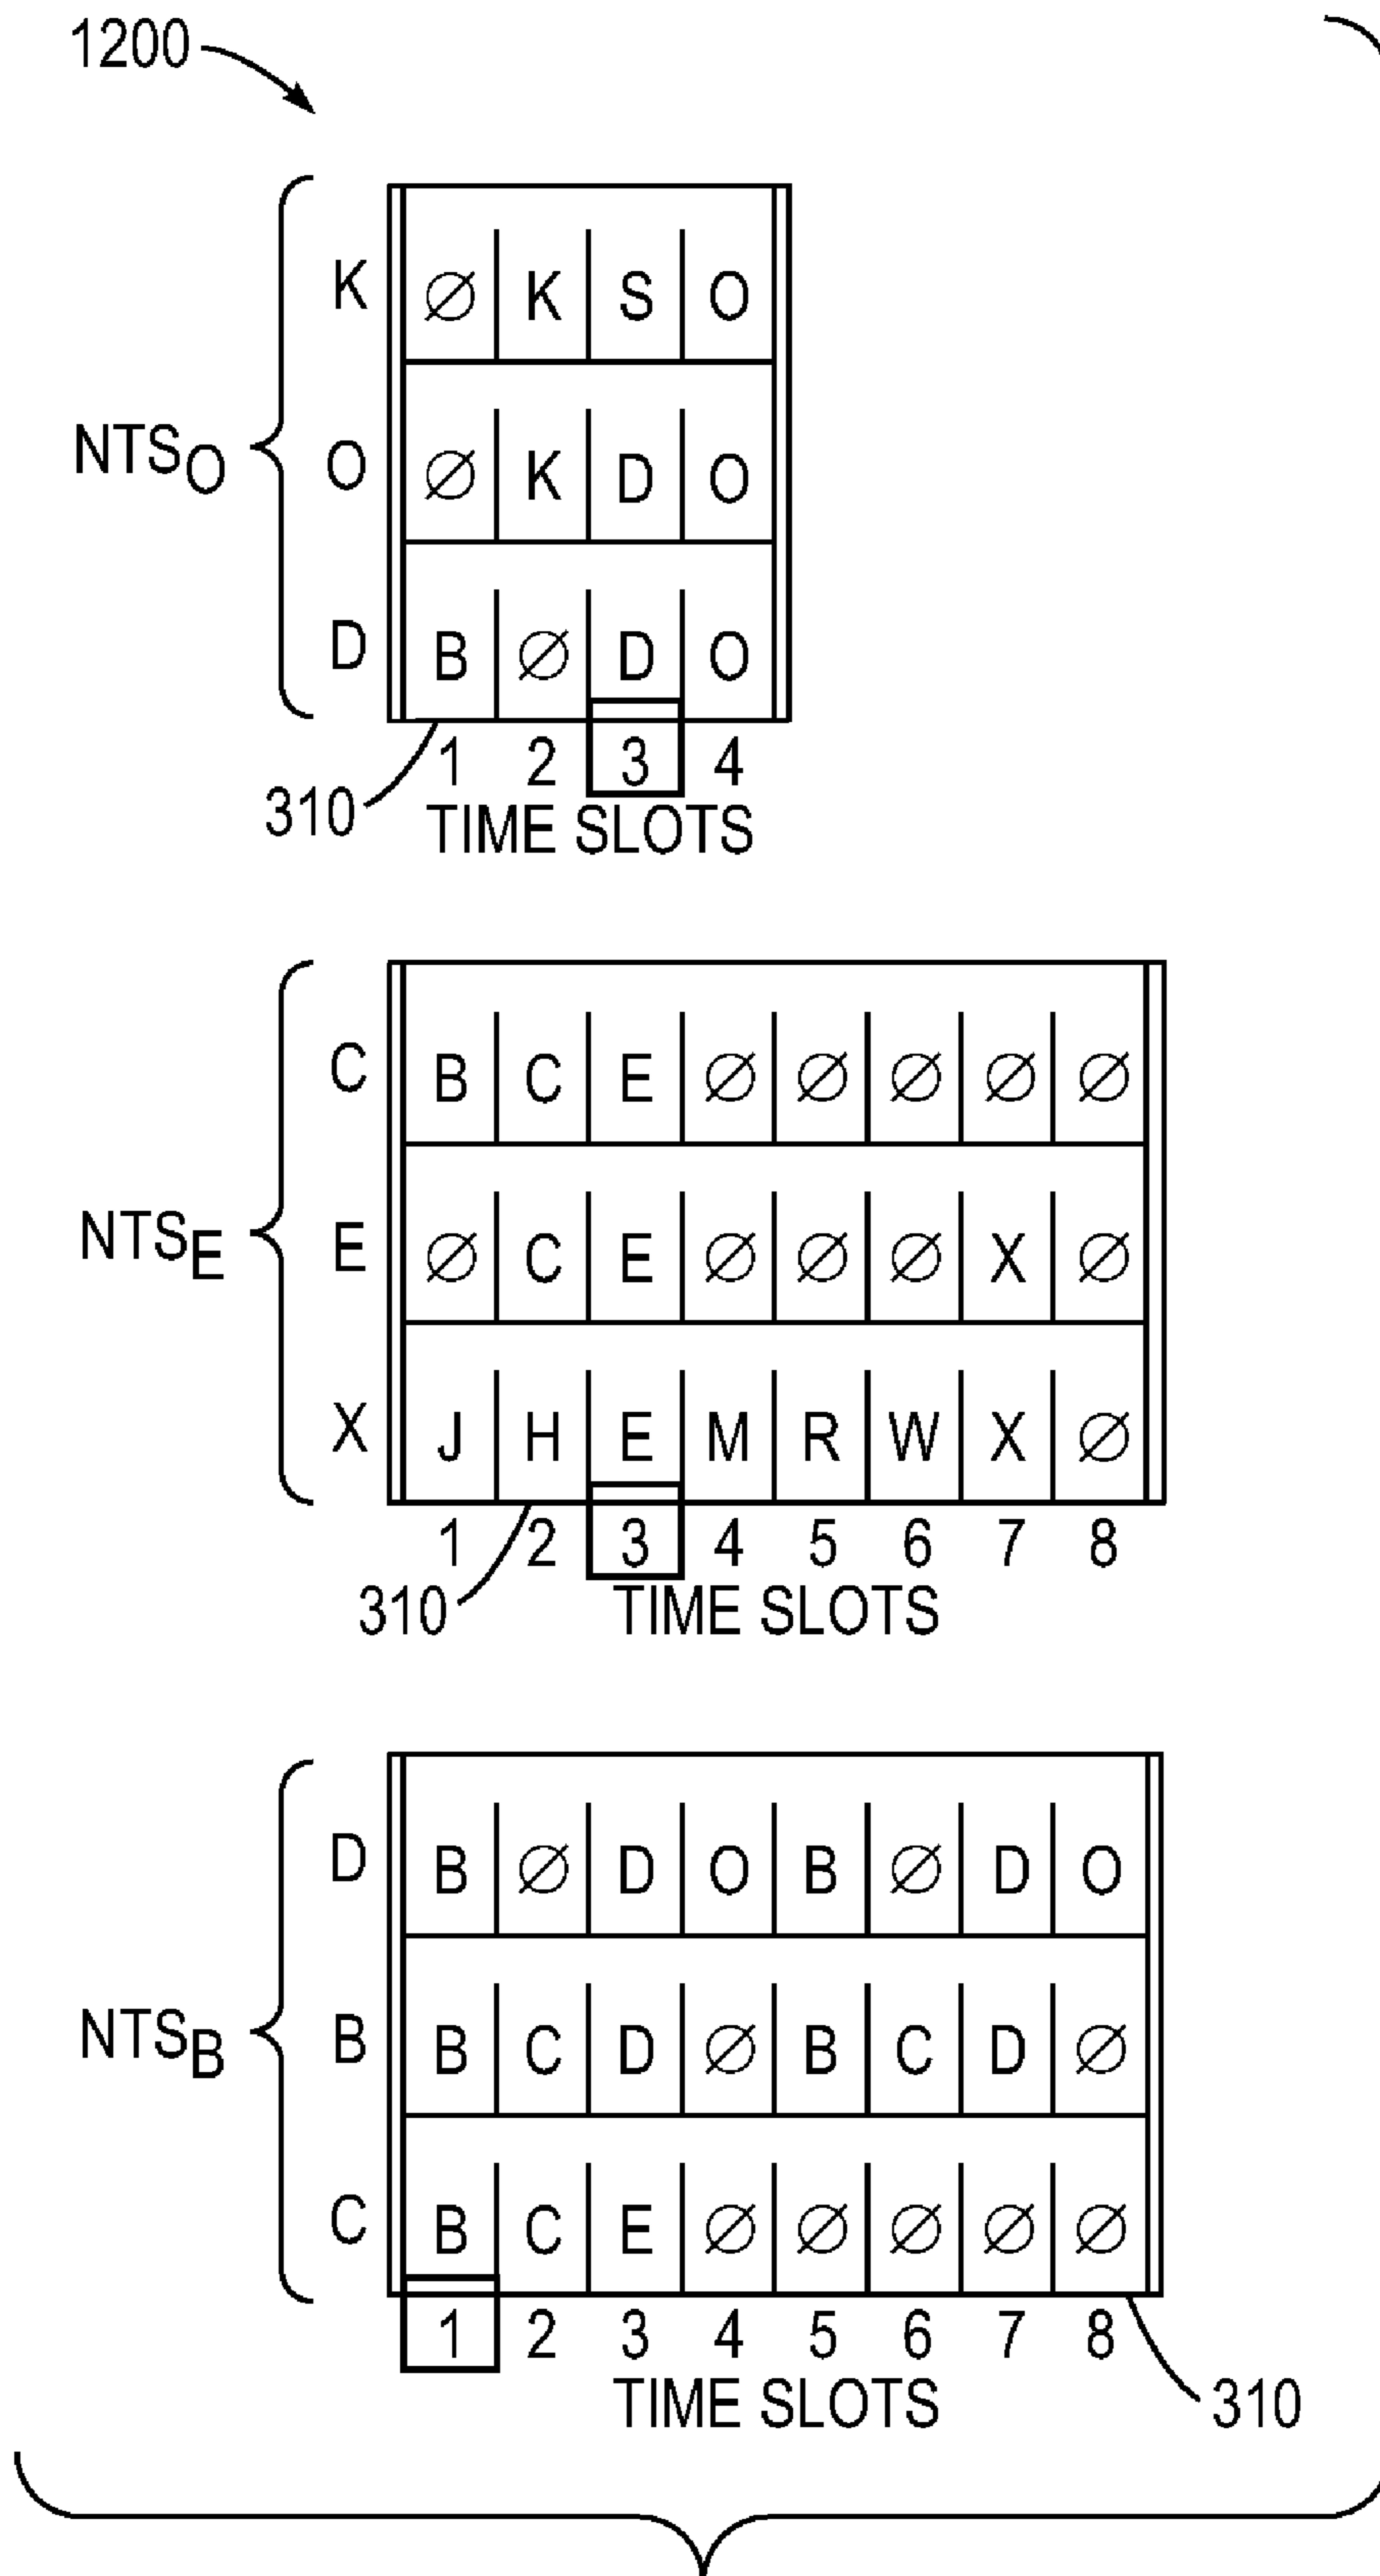 1200
K ∅ K S O
NTSO O ∅ K D O
D B ∅ D O
1 2 3 4
310 TIME SLOTS
C B C E ∅ ∅ ∅ ∅ ∅
NTSE E ∅ C E ∅ ∅ ∅ X ∅
X J H E M R W X ∅
1 2 3 4 5 6 7 8
310 TIME SLOTS
D B ∅ D O B ∅ D O
NTSB B B C D ∅ B C D ∅
C B C E ∅ ∅ ∅ ∅ ∅
1 2 3 4 5 6 7 8
TIME SLOTS 310